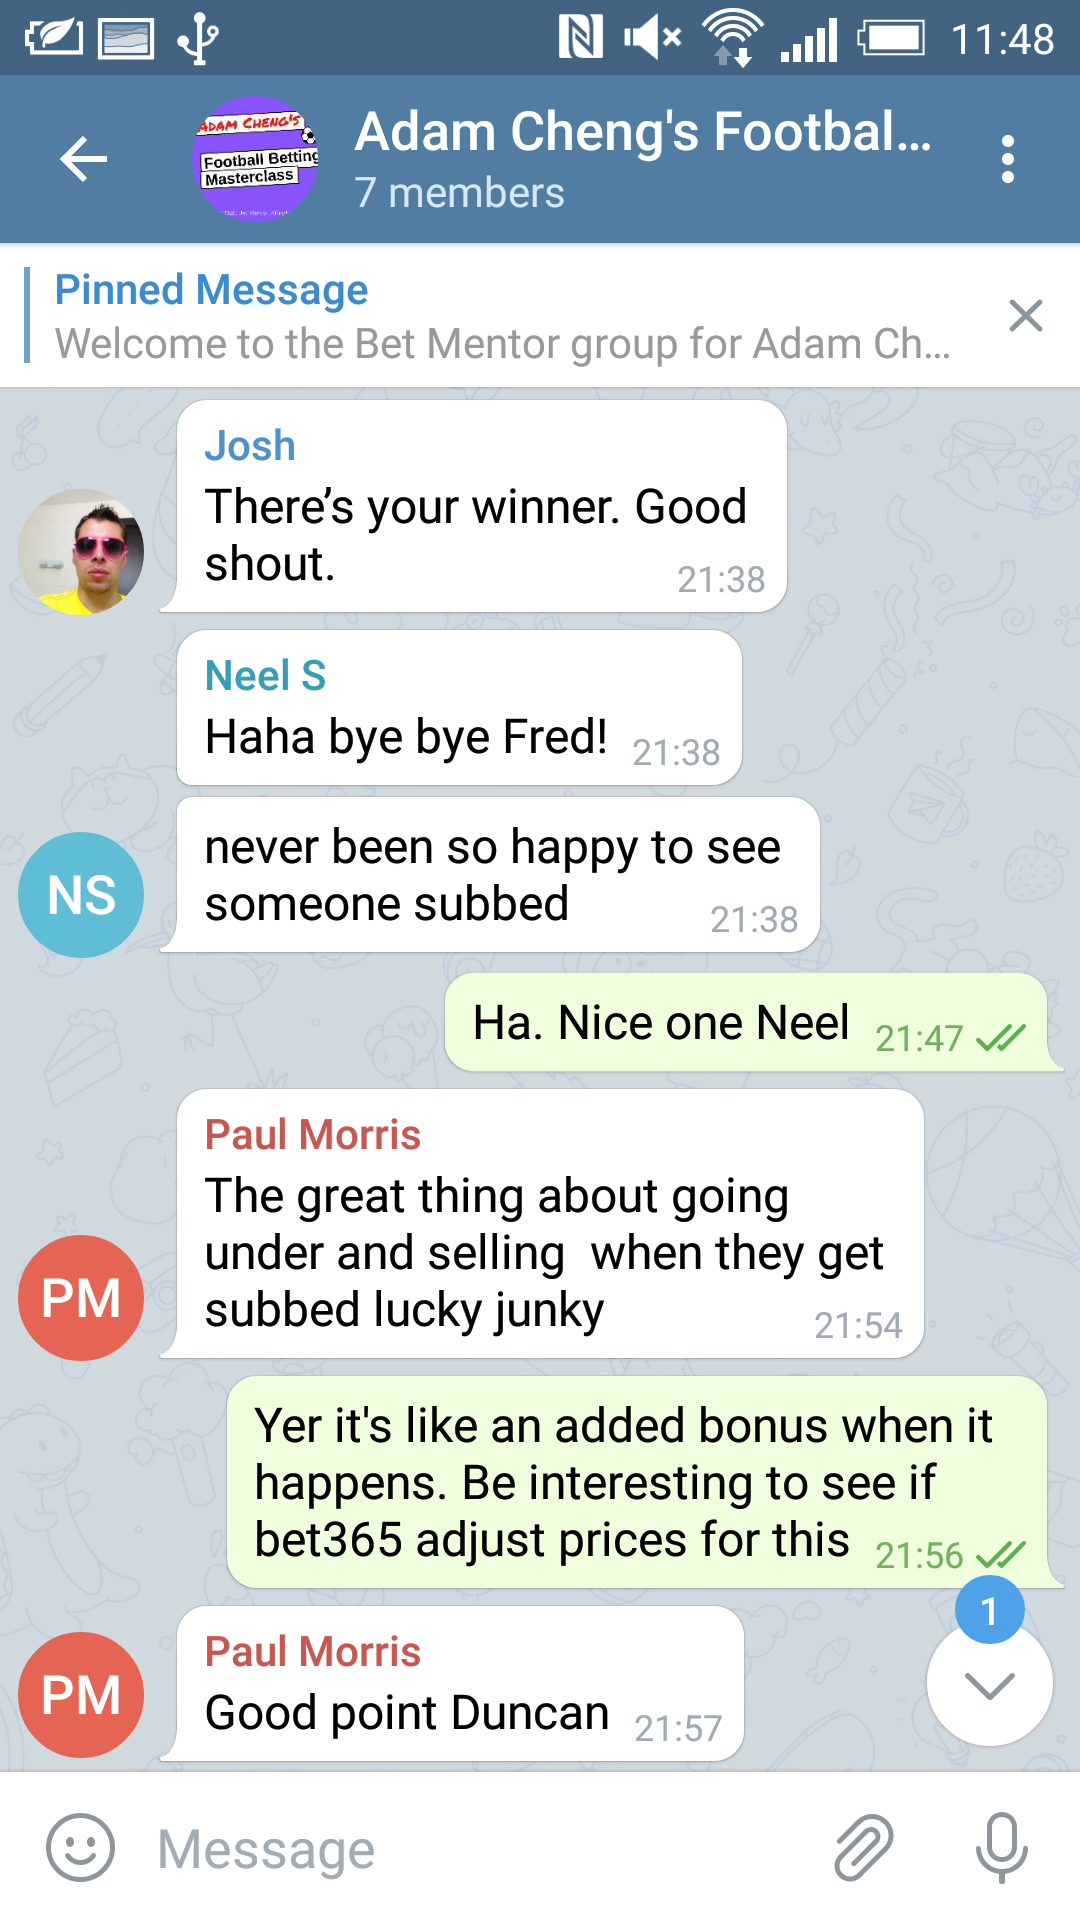 11:48
ADAM CHENG'S
Football Betting
Masterclass
Adam Cheng's Footbal...
7 members
Pinned Message
Welcome to the Bet Mentor group for Adam Ch...
Josh
There’s your winner. Good
shout.
21:38
Neel S
Haha bye bye Fred!
21:38
NS
never been so happy to see
someone subbed
21:38
Ha. Nice one Neel
21:47
Paul Morris
The great thing about going
under and selling  when they get
subbed lucky junky
21:54
PM
Yer it's like an added bonus when it
happens. Be interesting to see if
bet365 adjust prices for this
21:56
1
Paul Morris
Good point Duncan
21:57
PM
Message